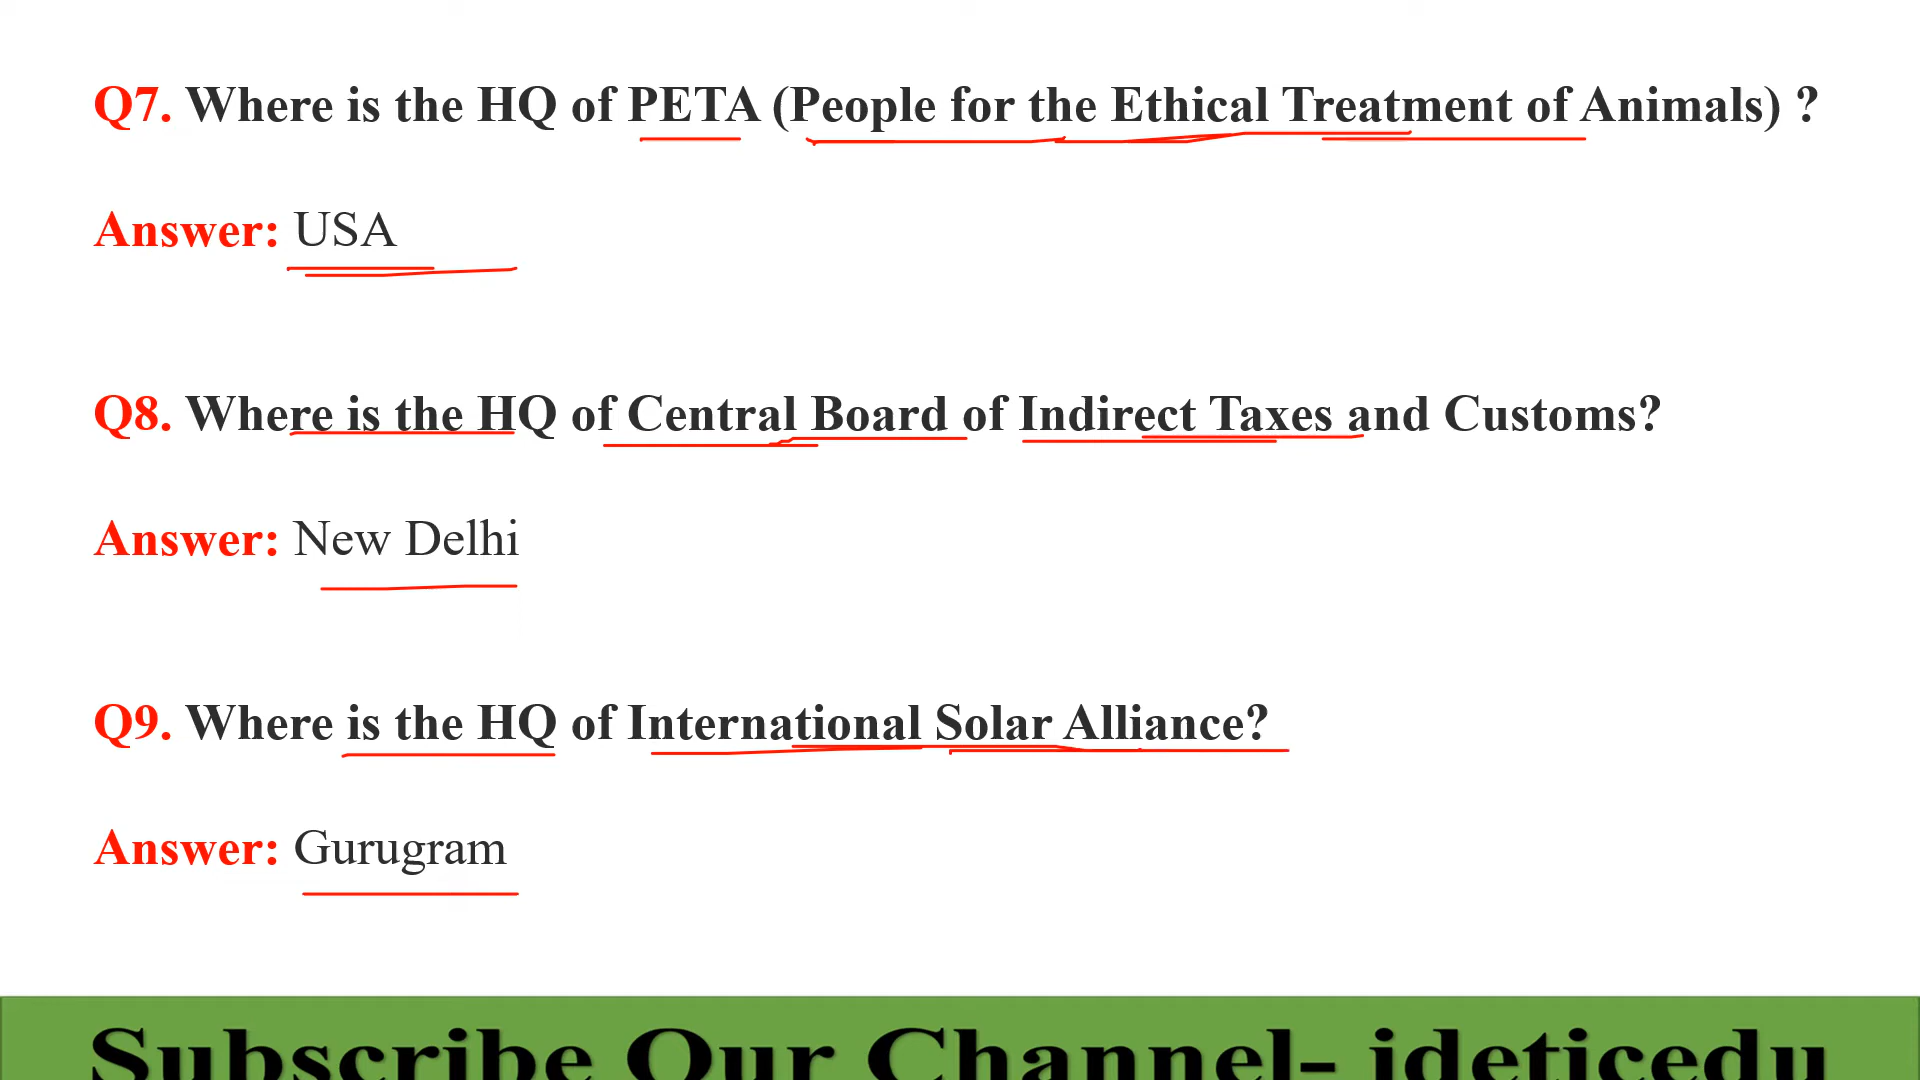 Q7. Where is the HQ of PETA (People for the Ethical Treatment of Animals) ?
Answer: USA
Q8. Where is the HQ of Central Board of Indirect Taxes and Customs?
Answer: New Delhi
Q9. Where is the HQ of International Solar Alliance?
Answer: Gurugram
Subscribe Our Channel- ideticedu